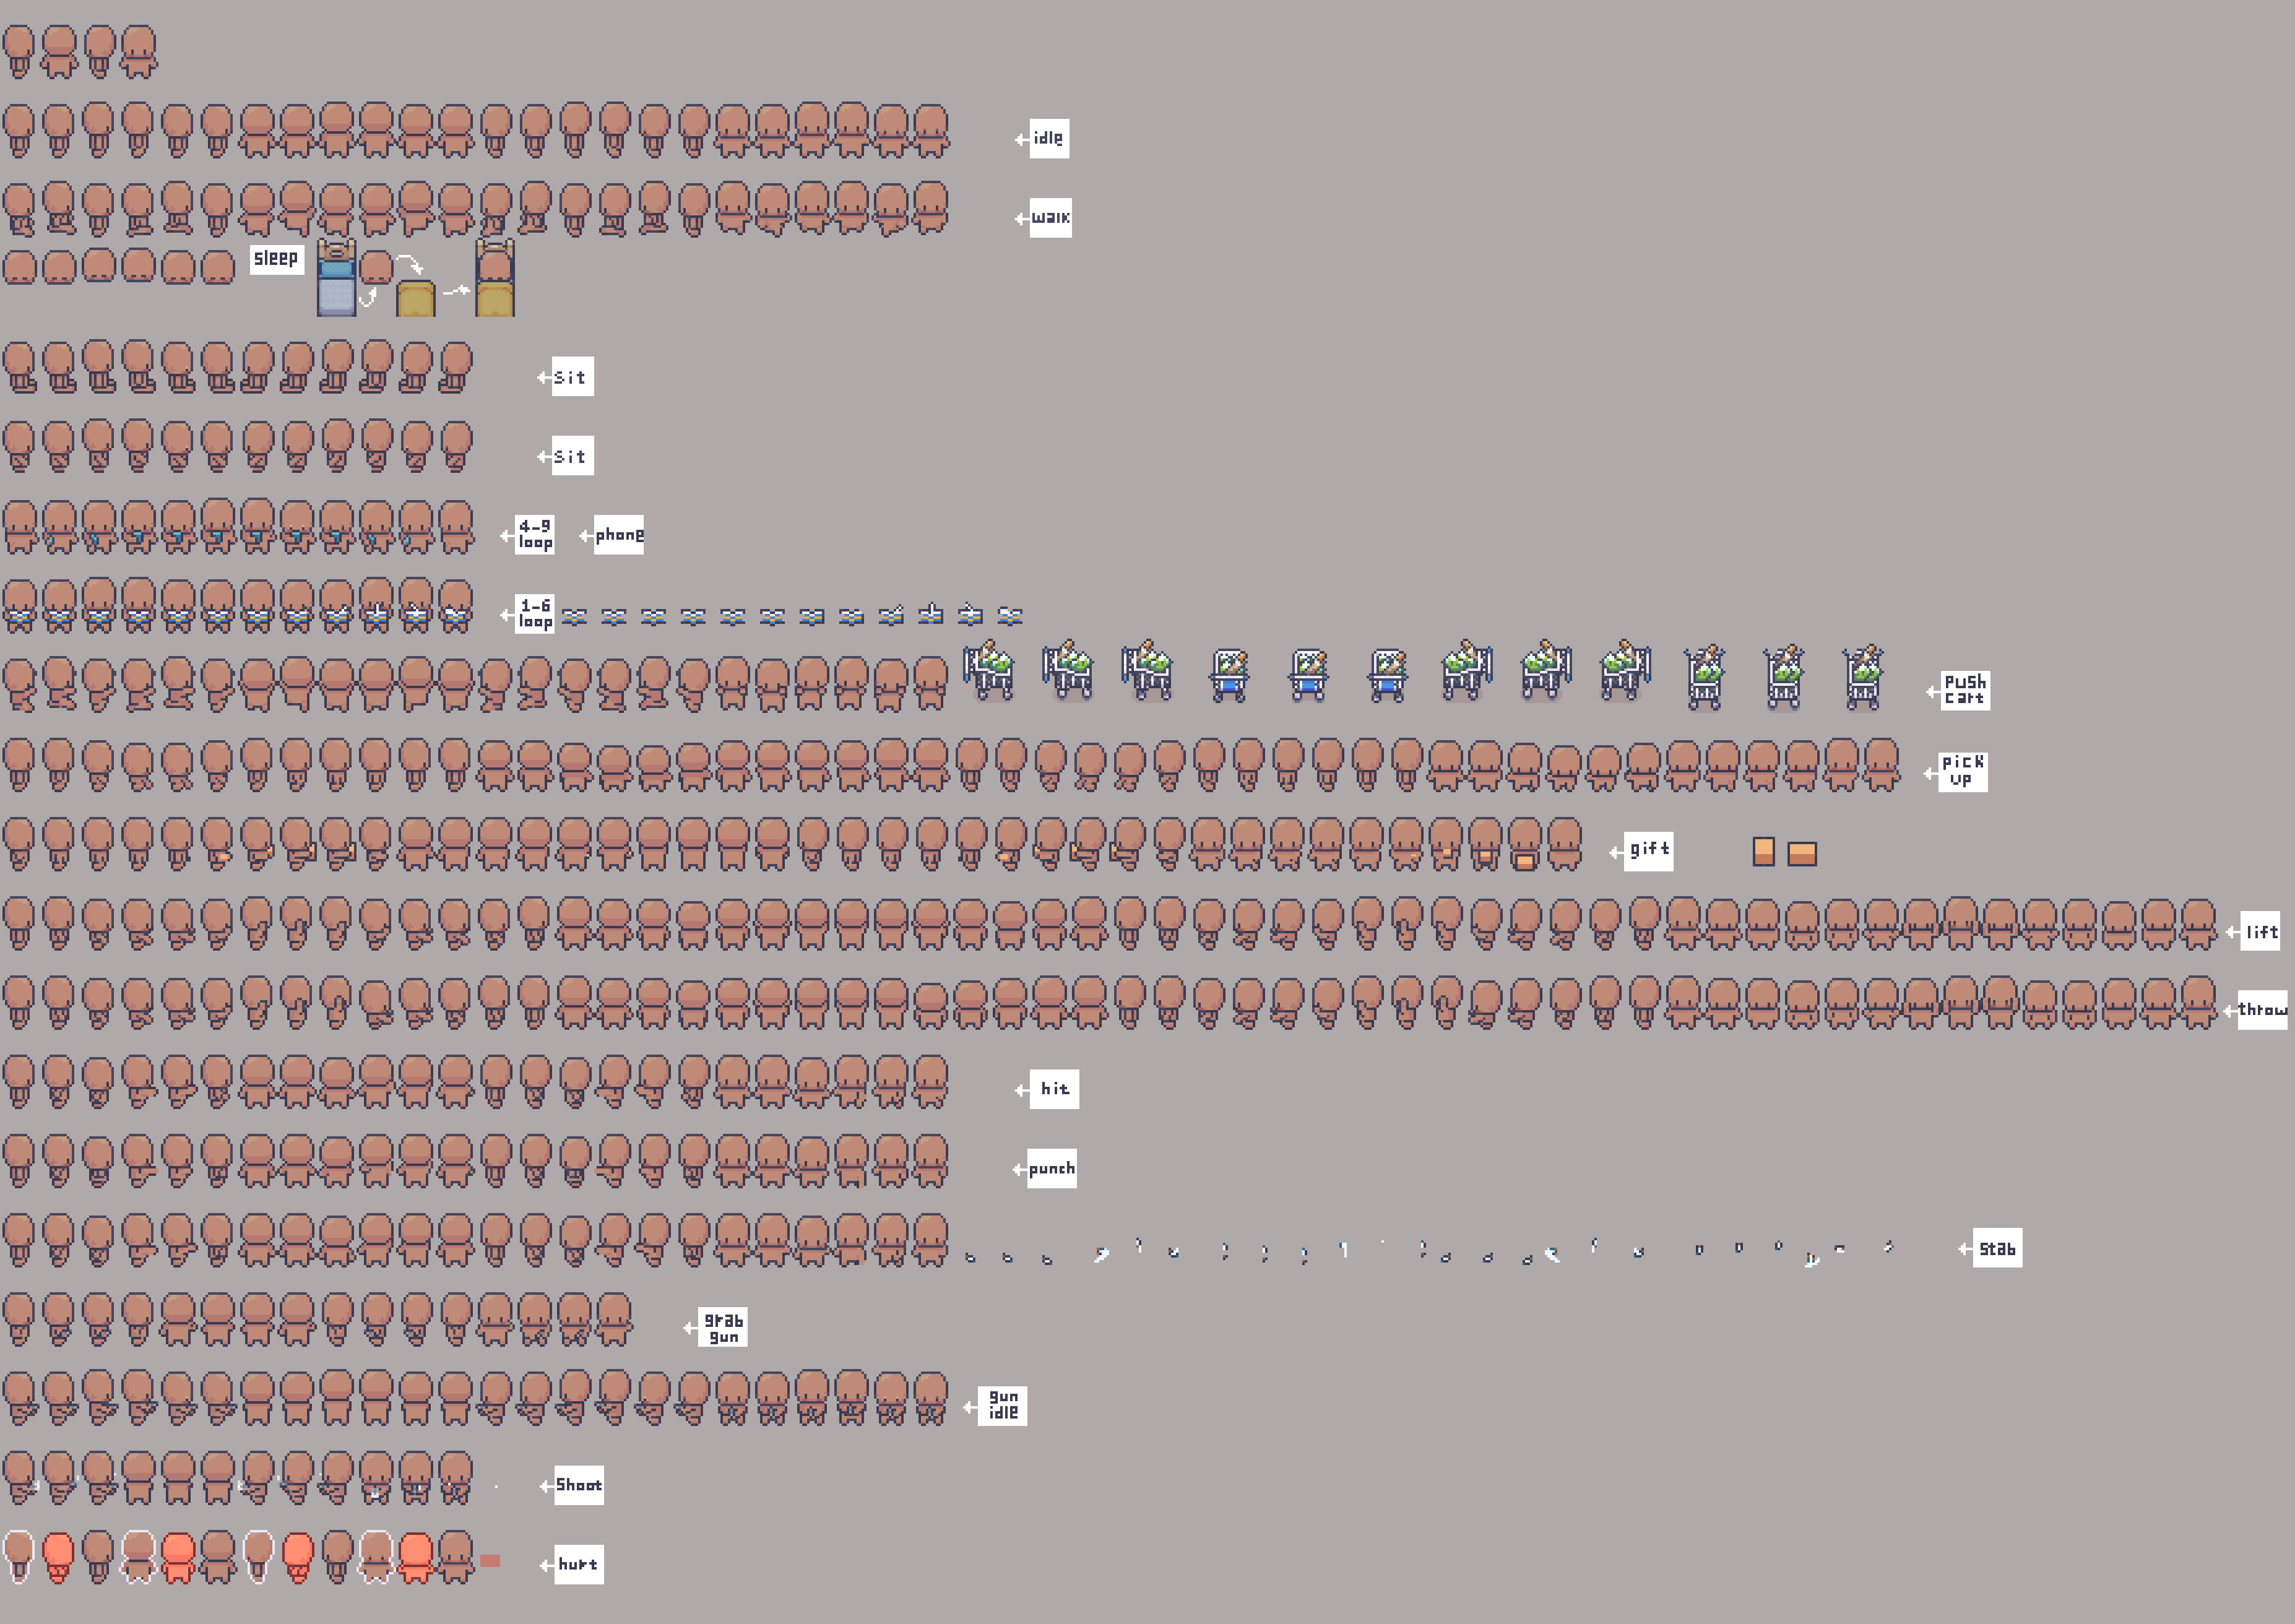 idle
walk
sleep
sit
sit
4-9
loop
phone
1-6
loop
Push
cart
pick
up
gift
lift
throw
hit
punch
stab
grab
gun
gun
idle
Shoot
hurt